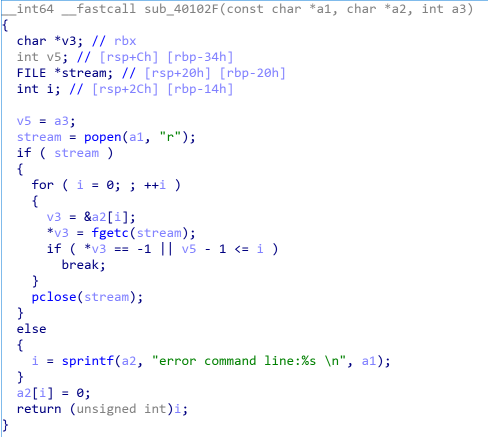 __int64 __fastcall sub_40102F(const char *a1, char *a2, int a3)
{
  char *v3; // rbx
  int v5; // [rsp+Ch] [rbp-34h]
  FILE *stream; // [rsp+20h] [rbp-20h]
  int i; // [rsp+2Ch] [rbp-14h]

  v5 = a3;
  stream = popen(a1, "r");
  if ( stream )
  {
    for ( i = 0; ; ++i )
    {
      v3 = &a2[i];
      *v3 = fgetc(stream);
      if ( *v3 == -1 || v5 - 1 <= i )
        break;
    }
    pclose(stream);
  }
  else
  {
    i = sprintf(a2, "error command line:%s \n", a1);
  }
  a2[i] = 0;
  return (unsigned int)i;
}